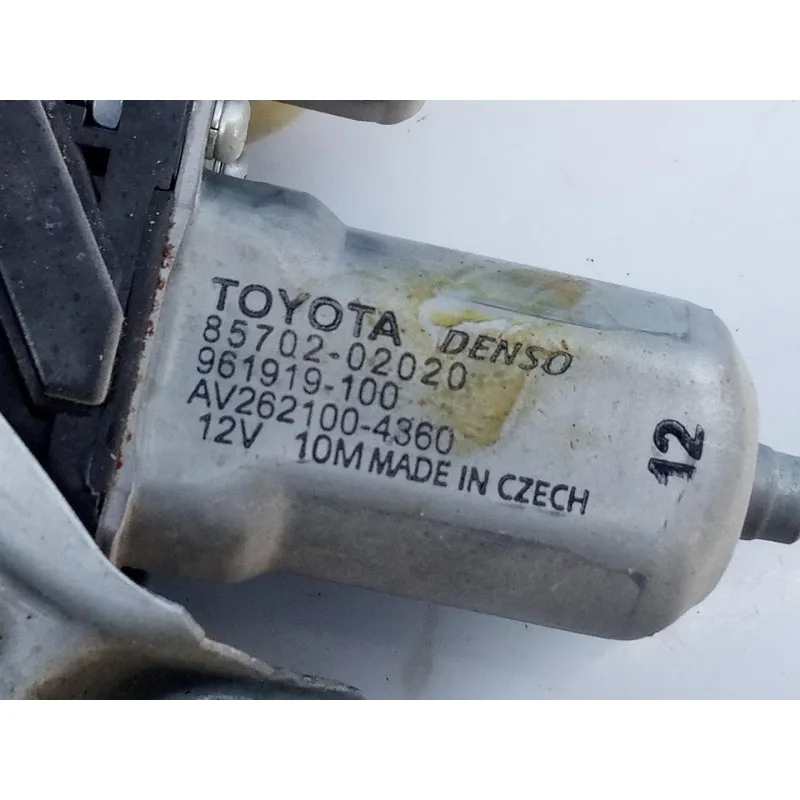 TOYOTA DENSO
85702-02020
961919-100
AV262100-4360
12V 10M MADE IN CZECH
12